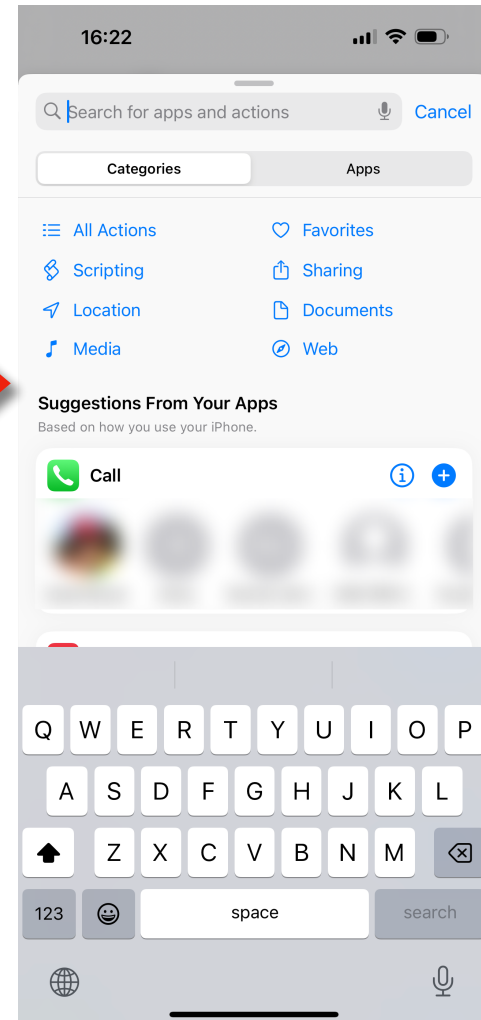 16:22
Search for apps and actions
Cancel
Categories
Apps
All Actions
Favorites
Scripting
Sharing
Location
Documents
Media
Web
Suggestions From Your Apps
Based on how you use your iPhone.
Call
Q W E R T Y U I O P
A S D F G H J K L
Z X C V B N M
123
space
search